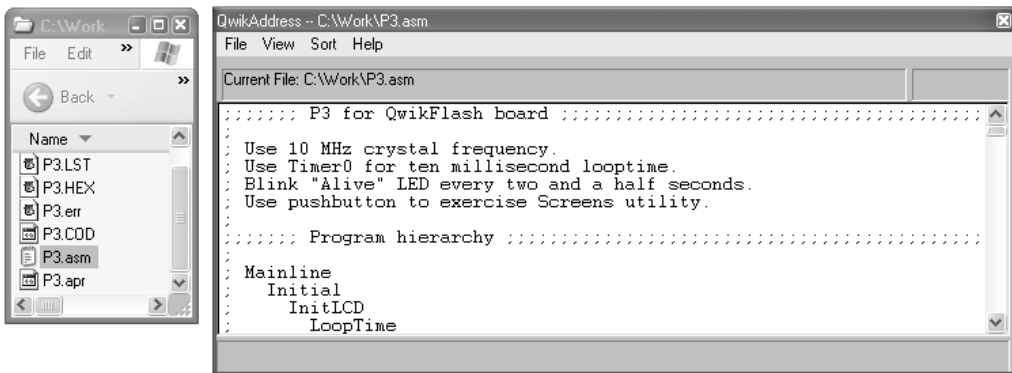 C:\Work
File Edit »
Back »
Name
P3.LST
P3.HEX
P3.err
P3.COD
P3.asm
P3.apr
QwikAddress -- C:\Work\P3.asm
File View Sort Help
Current File: C:\Work\P3.asm
;;;;;;; P3 for QwikFlash board ;;;;;;;;;;;;;;;;;;;;;;;;;;;;;;;;;;;;;;;
;
; Use 10 MHz crystal frequency.
; Use Timer0 for ten millisecond looptime.
; Blink "Alive" LED every two and a half seconds.
; Use pushbutton to exercise Screens utility.
;
;;;;;;; Program hierarchy ;;;;;;;;;;;;;;;;;;;;;;;;;;;;;;;;;;;;;;;;;;;;
;
; Mainline
;   Initial
;     InitLCD
;       LoopTime